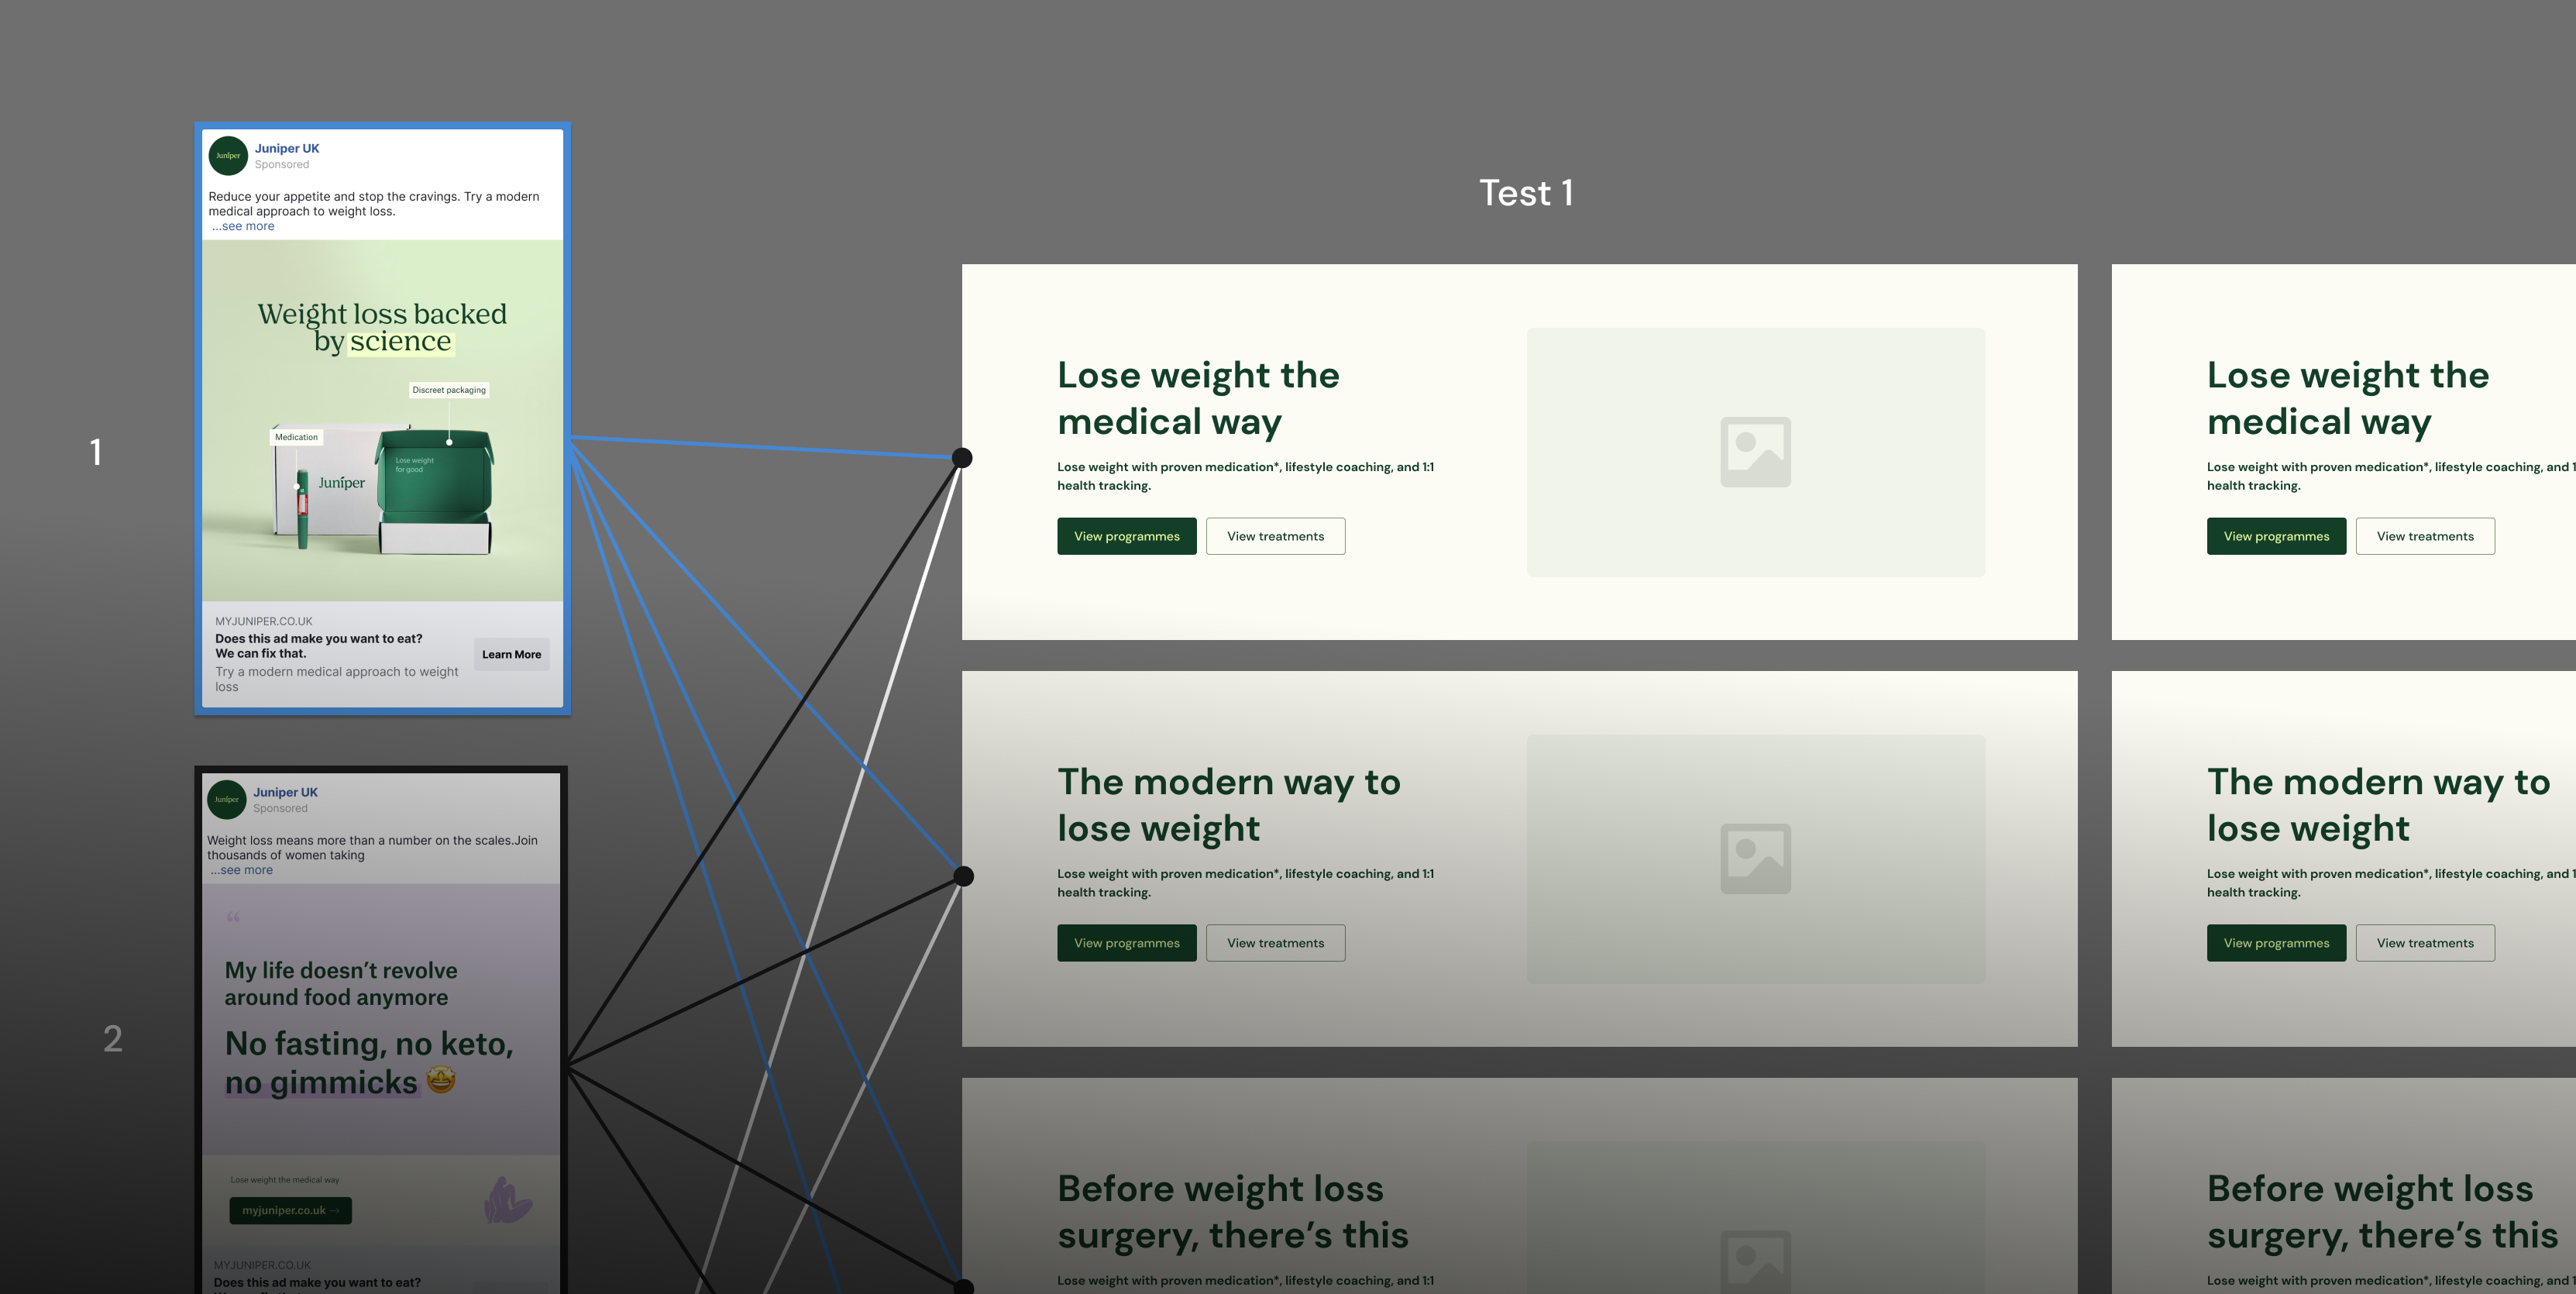 1
Juniper
Juniper UK
Sponsored
Reduce your appetite and stop the cravings. Try a modern
medical approach to weight loss.
...see more
Weight loss backed
by science
Discreet packaging
Medication
Lose weight
for good
Juniper
MYJUNIPER.CO.UK
Does this ad make you want to eat?
We can fix that.
Try a modern medical approach to weight
loss
Learn More
2
Juniper
Juniper UK
Sponsored
Weight loss means more than a number on the scales.Join
thousands of women taking
...see more
“
My life doesn’t revolve
around food anymore
No fasting, no keto,
no gimmicks 🤩
Lose weight the medical way
myjuniper.co.uk →
MYJUNIPER.CO.UK
Does this ad make you want to eat?
Test 1
Lose weight the
medical way
Lose weight with proven medication*, lifestyle coaching, and 1:1
health tracking.
View programmes
View treatments
The modern way to
lose weight
Lose weight with proven medication*, lifestyle coaching, and 1:1
health tracking.
View programmes
View treatments
Before weight loss
surgery, there’s this
Lose weight with proven medication*, lifestyle coaching, and 1:1
Lose weight the
medical way
Lose weight with proven medication*, lifestyle coaching, and
health tracking.
View programmes
View treatments
The modern way to
lose weight
Lose weight with proven medication*, lifestyle coaching, and
health tracking.
View programmes
View treatments
Before weight loss
surgery, there’s this
Lose weight with proven medication*, lifestyle coaching, and